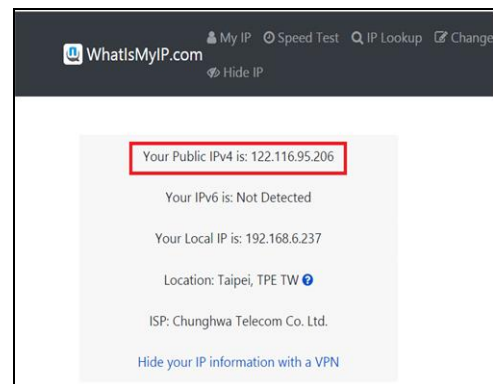 WhatIsMyIP.com
My IP Speed Test IP Lookup Change
Hide IP
Your Public IPv4 is: 122.116.95.206
Your IPv6 is: Not Detected
Your Local IP is: 192.168.6.237
Location: Taipei, TPE TW
ISP: Chunghwa Telecom Co. Ltd.
Hide your IP information with a VPN